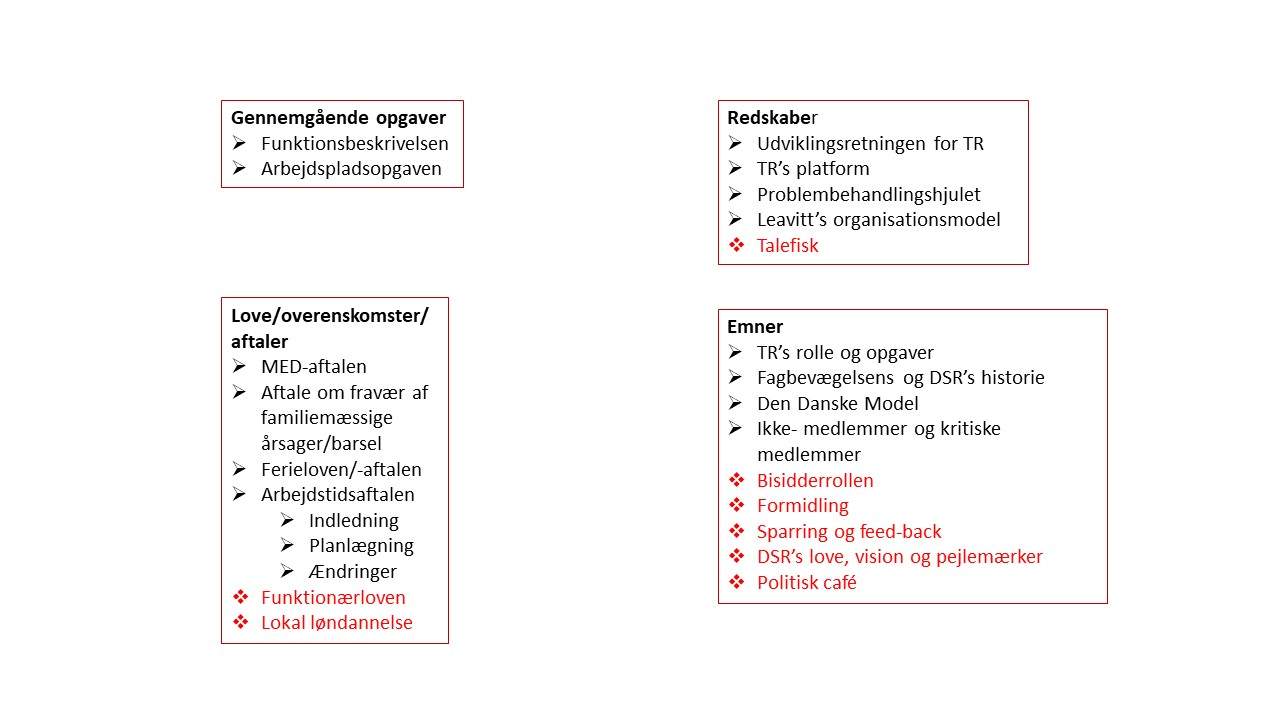 Gennemgående opgaver
Funktionsbeskrivelsen
Arbejdspladsopgaven
Redskaber
Udviklingsretningen for TR
TR’s platform
Problembehandlingshjulet
Leavitt’s organisationsmodel
Talefisk
Love/overenskomster/
aftaler
MED-aftalen
Aftale om fravær af
familiemæssige
årsager/barsel
Ferieloven/-aftalen
Arbejdstidsaftalen
Indledning
Planlægning
Ændringer
Funktionærloven
Lokal løndannelse
Emner
TR’s rolle og opgaver
Fagbevægelsens og DSR’s historie
Den Danske Model
Ikke- medlemmer og kritiske
medlemmer
Bisidderrollen
Formidling
Sparring og feed-back
DSR’s love, vision og pejlemærker
Politisk café